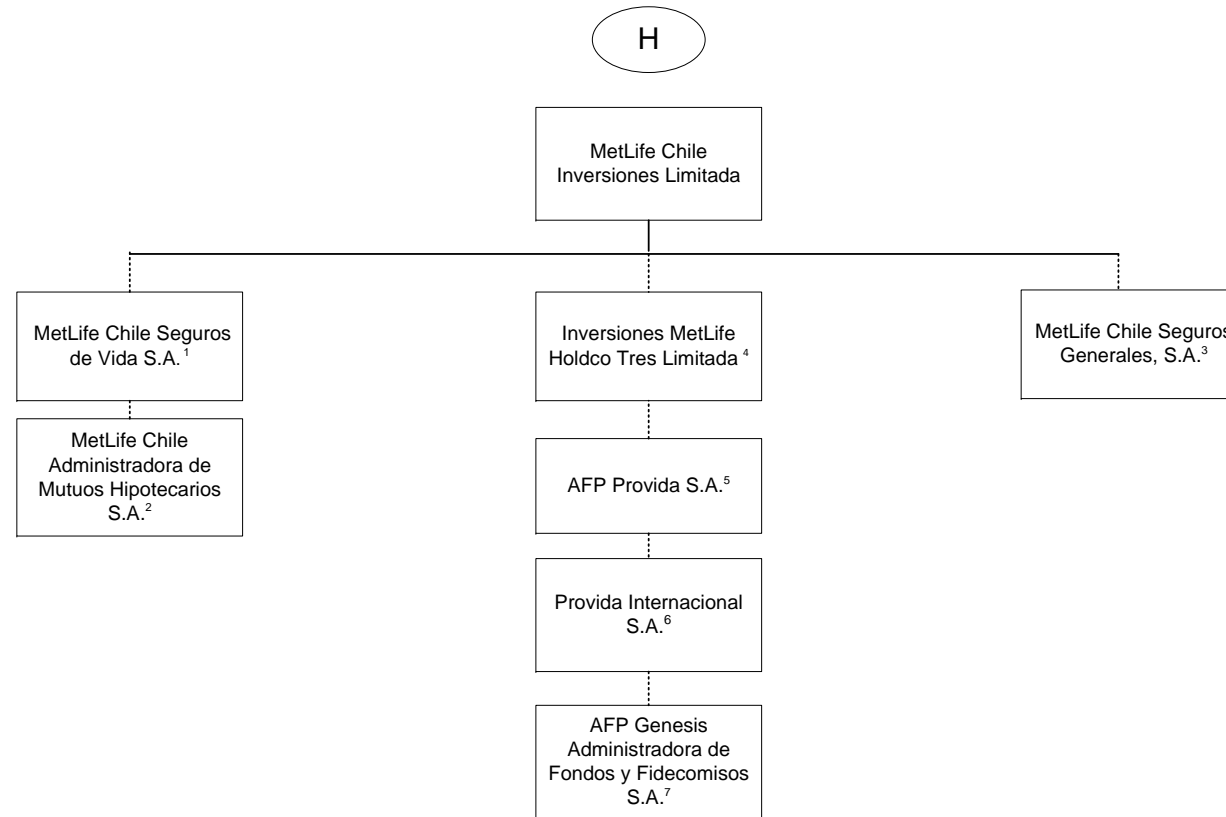 H
MetLife Chile
Inversiones Limitada
MetLife Chile Seguros
de Vida S.A.1
Inversiones MetLife
Holdco Tres Limitada 4
MetLife Chile Seguros
Generales, S.A.3
MetLife Chile
Administradora de
Mutuos Hipotecarios
S.A.2
AFP Provida S.A.5
Provida Internacional
S.A.6
AFP Genesis
Administradora de
Fondos y Fidecomisos
S.A.7